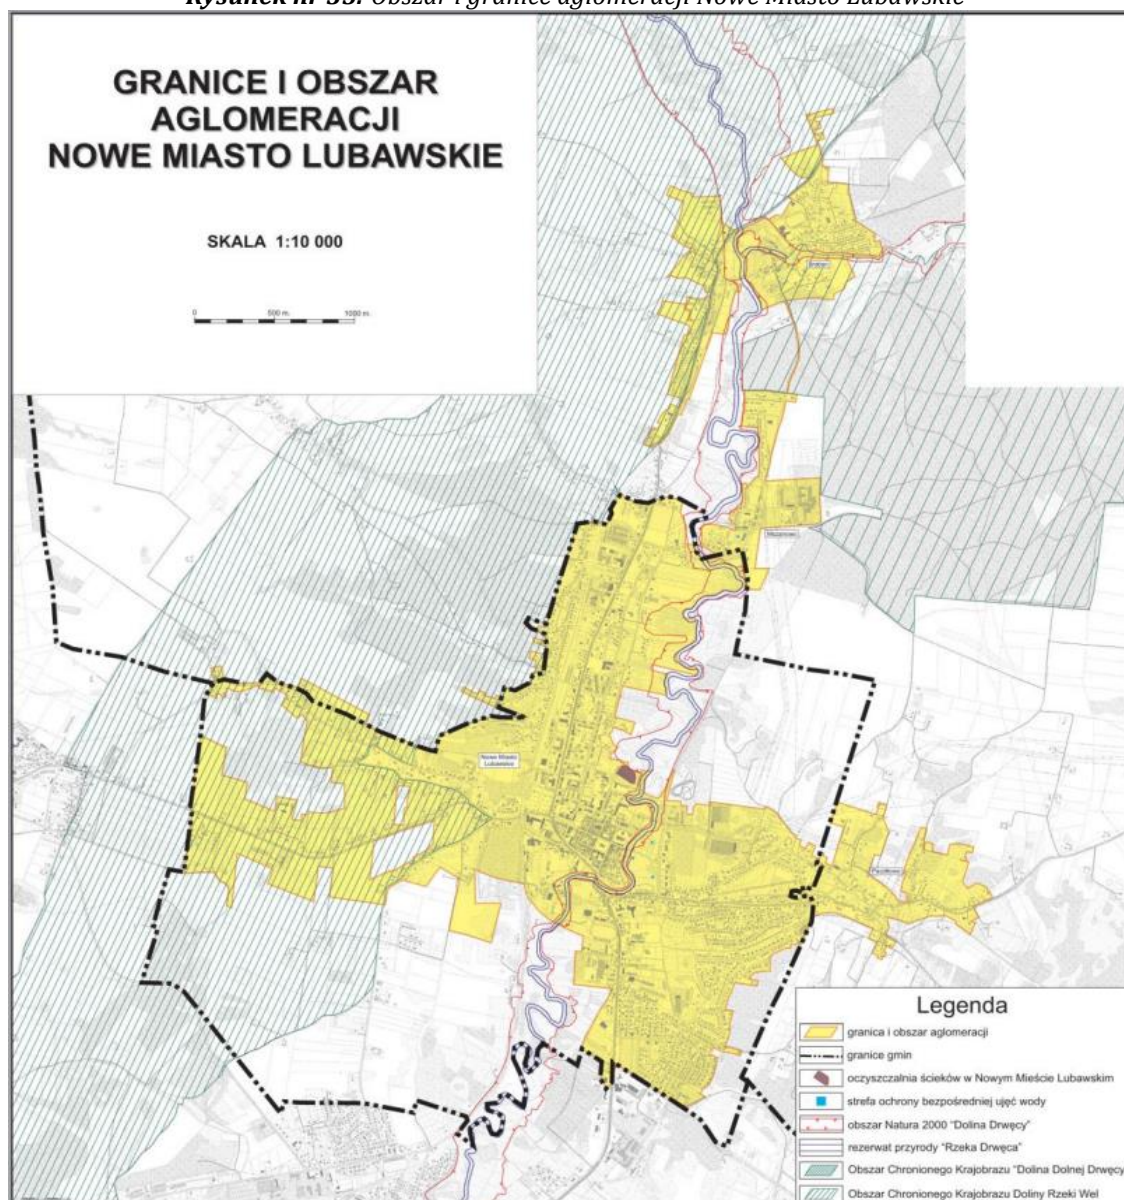 Rysunek nr 33. Obszar i granice aglomeracji Nowe Miasto Lubawskie
GRANICE I OBSZAR
AGLOMERACJI
NOWE MIASTO LUBAWSKIE
SKALA 1:10 000
0 500 m. 1000 m.
Bratian
Nowe Miasto
Lubawskie
Pacółtowo
Legenda
granica i obszar aglomeracji
granice gmin
oczyszczalnia ścieków w Nowym Mieście Lubawskim
strefa ochrony bezpośredniej ujęć wody
obszar Natura 2000 "Dolina Drwęcy"
rezerwat przyrody "Rzeka Drwęca"
Obszar Chronionego Krajobrazu "Dolina Dolnej Drwęcy
Obszar Chronionego Krajobrazu Doliny Rzeki Wel